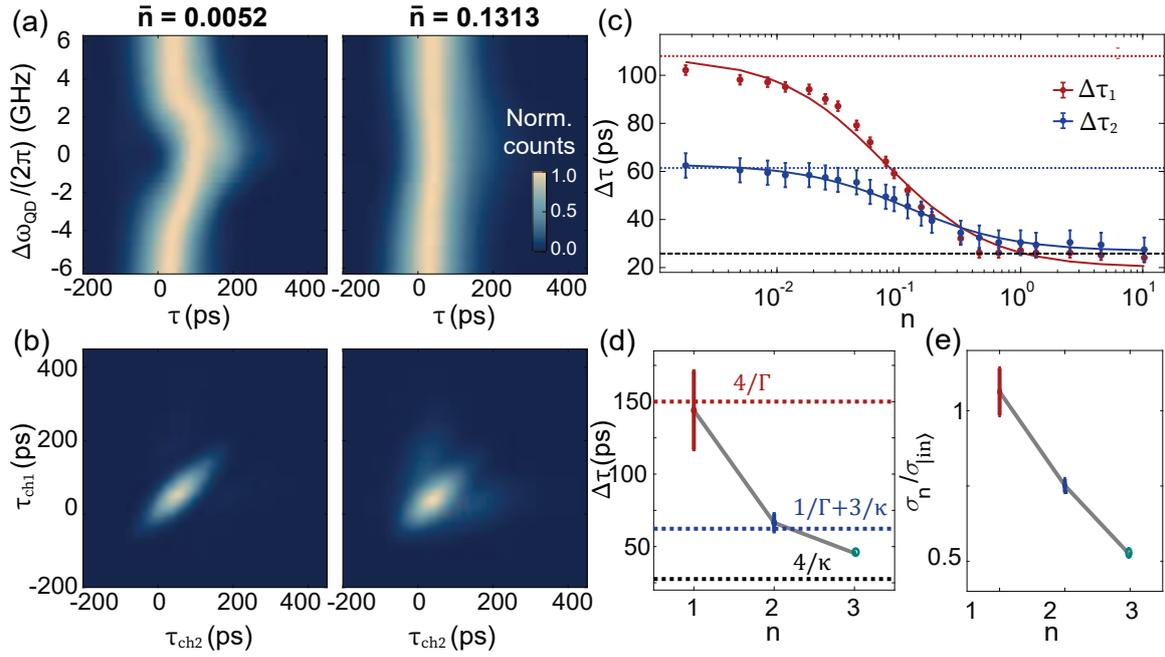 (a) n̄ = 0.0052 n̄ = 0.1313
Δω_QD/(2π) (GHz)
6
4
2
0
-2
-4
-6
-200 0 200 400
τ (ps)
Norm.
counts
1.0
0.5
0.0
-200 0 200 400
τ (ps)
(b)
τ_ch1 (ps)
400
200
0
-200
-200 0 200 400
τ_ch2 (ps)
-200 0 200 400
τ_ch2 (ps)
(c)
Δτ (ps)
100
80
60
40
20
Δτ₁
Δτ₂
10⁻² 10⁻¹ 10⁰ 10¹
n
(d)
Δτ (ps)
150
100
50
4/Γ
1/Γ+3/κ
4/κ
1 2 3
n
(e)
σ_n/σ_|in⟩
1
0.5
1 2 3
n